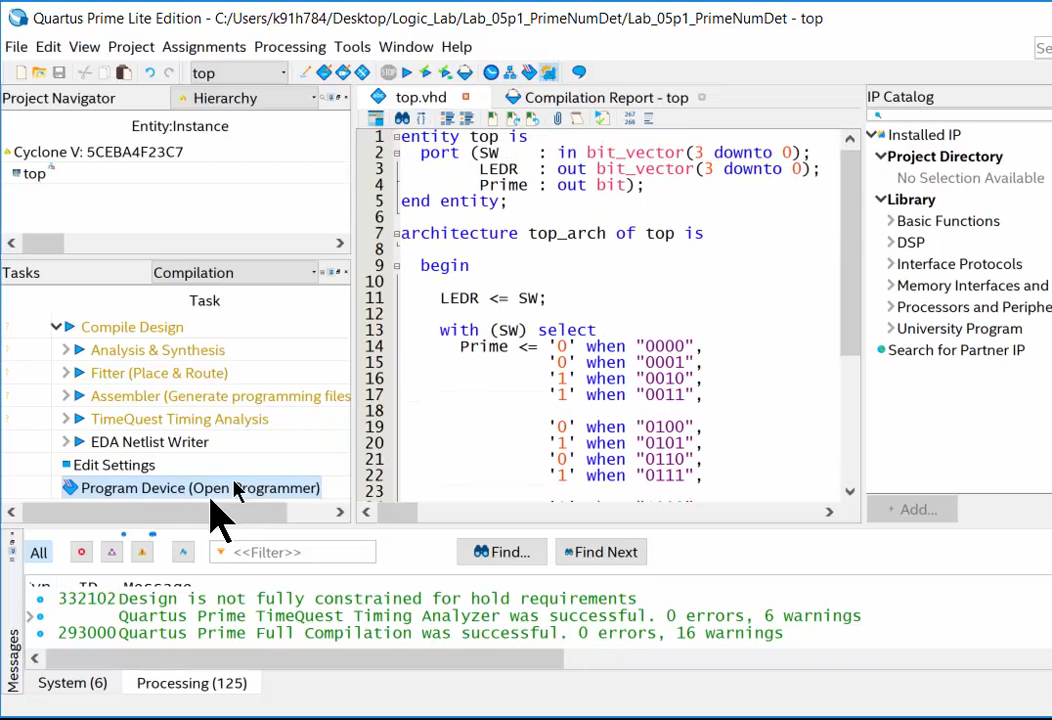 Quartus Prime Lite Edition - C:/Users/k91h784/Desktop/Logic_Lab/Lab_05p1_PrimeNumDet/Lab_05p1_PrimeNumDet - top
File Edit View Project Assignments Processing Tools Window Help
Se
top
Project Navigator Hierarchy
Entity:Instance
Cyclone V: 5CEBA4F23C7
top
Tasks Compilation
Task
Compile Design
Analysis & Synthesis
Fitter (Place & Route)
Assembler (Generate programming files
TimeQuest Timing Analysis
EDA Netlist Writer
Edit Settings
Program Device (Open Programmer)
top.vhd Compilation Report - top
267
268
1 entity top is
2 port (SW : in bit_vector(3 downto 0);
3 LEDR : out bit_vector(3 downto 0);
4 Prime : out bit);
5 end entity;
6
7 architecture top_arch of top is
8
9 begin
10
11 LEDR <= SW;
12
13 with (SW) select
14 Prime <= '0' when "0000",
15 '0' when "0001",
16 '1' when "0010",
17 '1' when "0011",
18
19 '0' when "0100",
20 '1' when "0101",
21 '0' when "0110",
22 '1' when "0111",
23
IP Catalog
Installed IP
Project Directory
No Selection Available
Library
Basic Functions
DSP
Interface Protocols
Memory Interfaces and
Processors and Periphe
University Program
Search for Partner IP
+ Add...
All <<Filter>> Find... Find Next
ID Message
332102 Design is not fully constrained for hold requirements
Quartus Prime TimeQuest Timing Analyzer was successful. 0 errors, 6 warnings
293000 Quartus Prime Full Compilation was successful. 0 errors, 16 warnings
Messages
System (6) Processing (125)